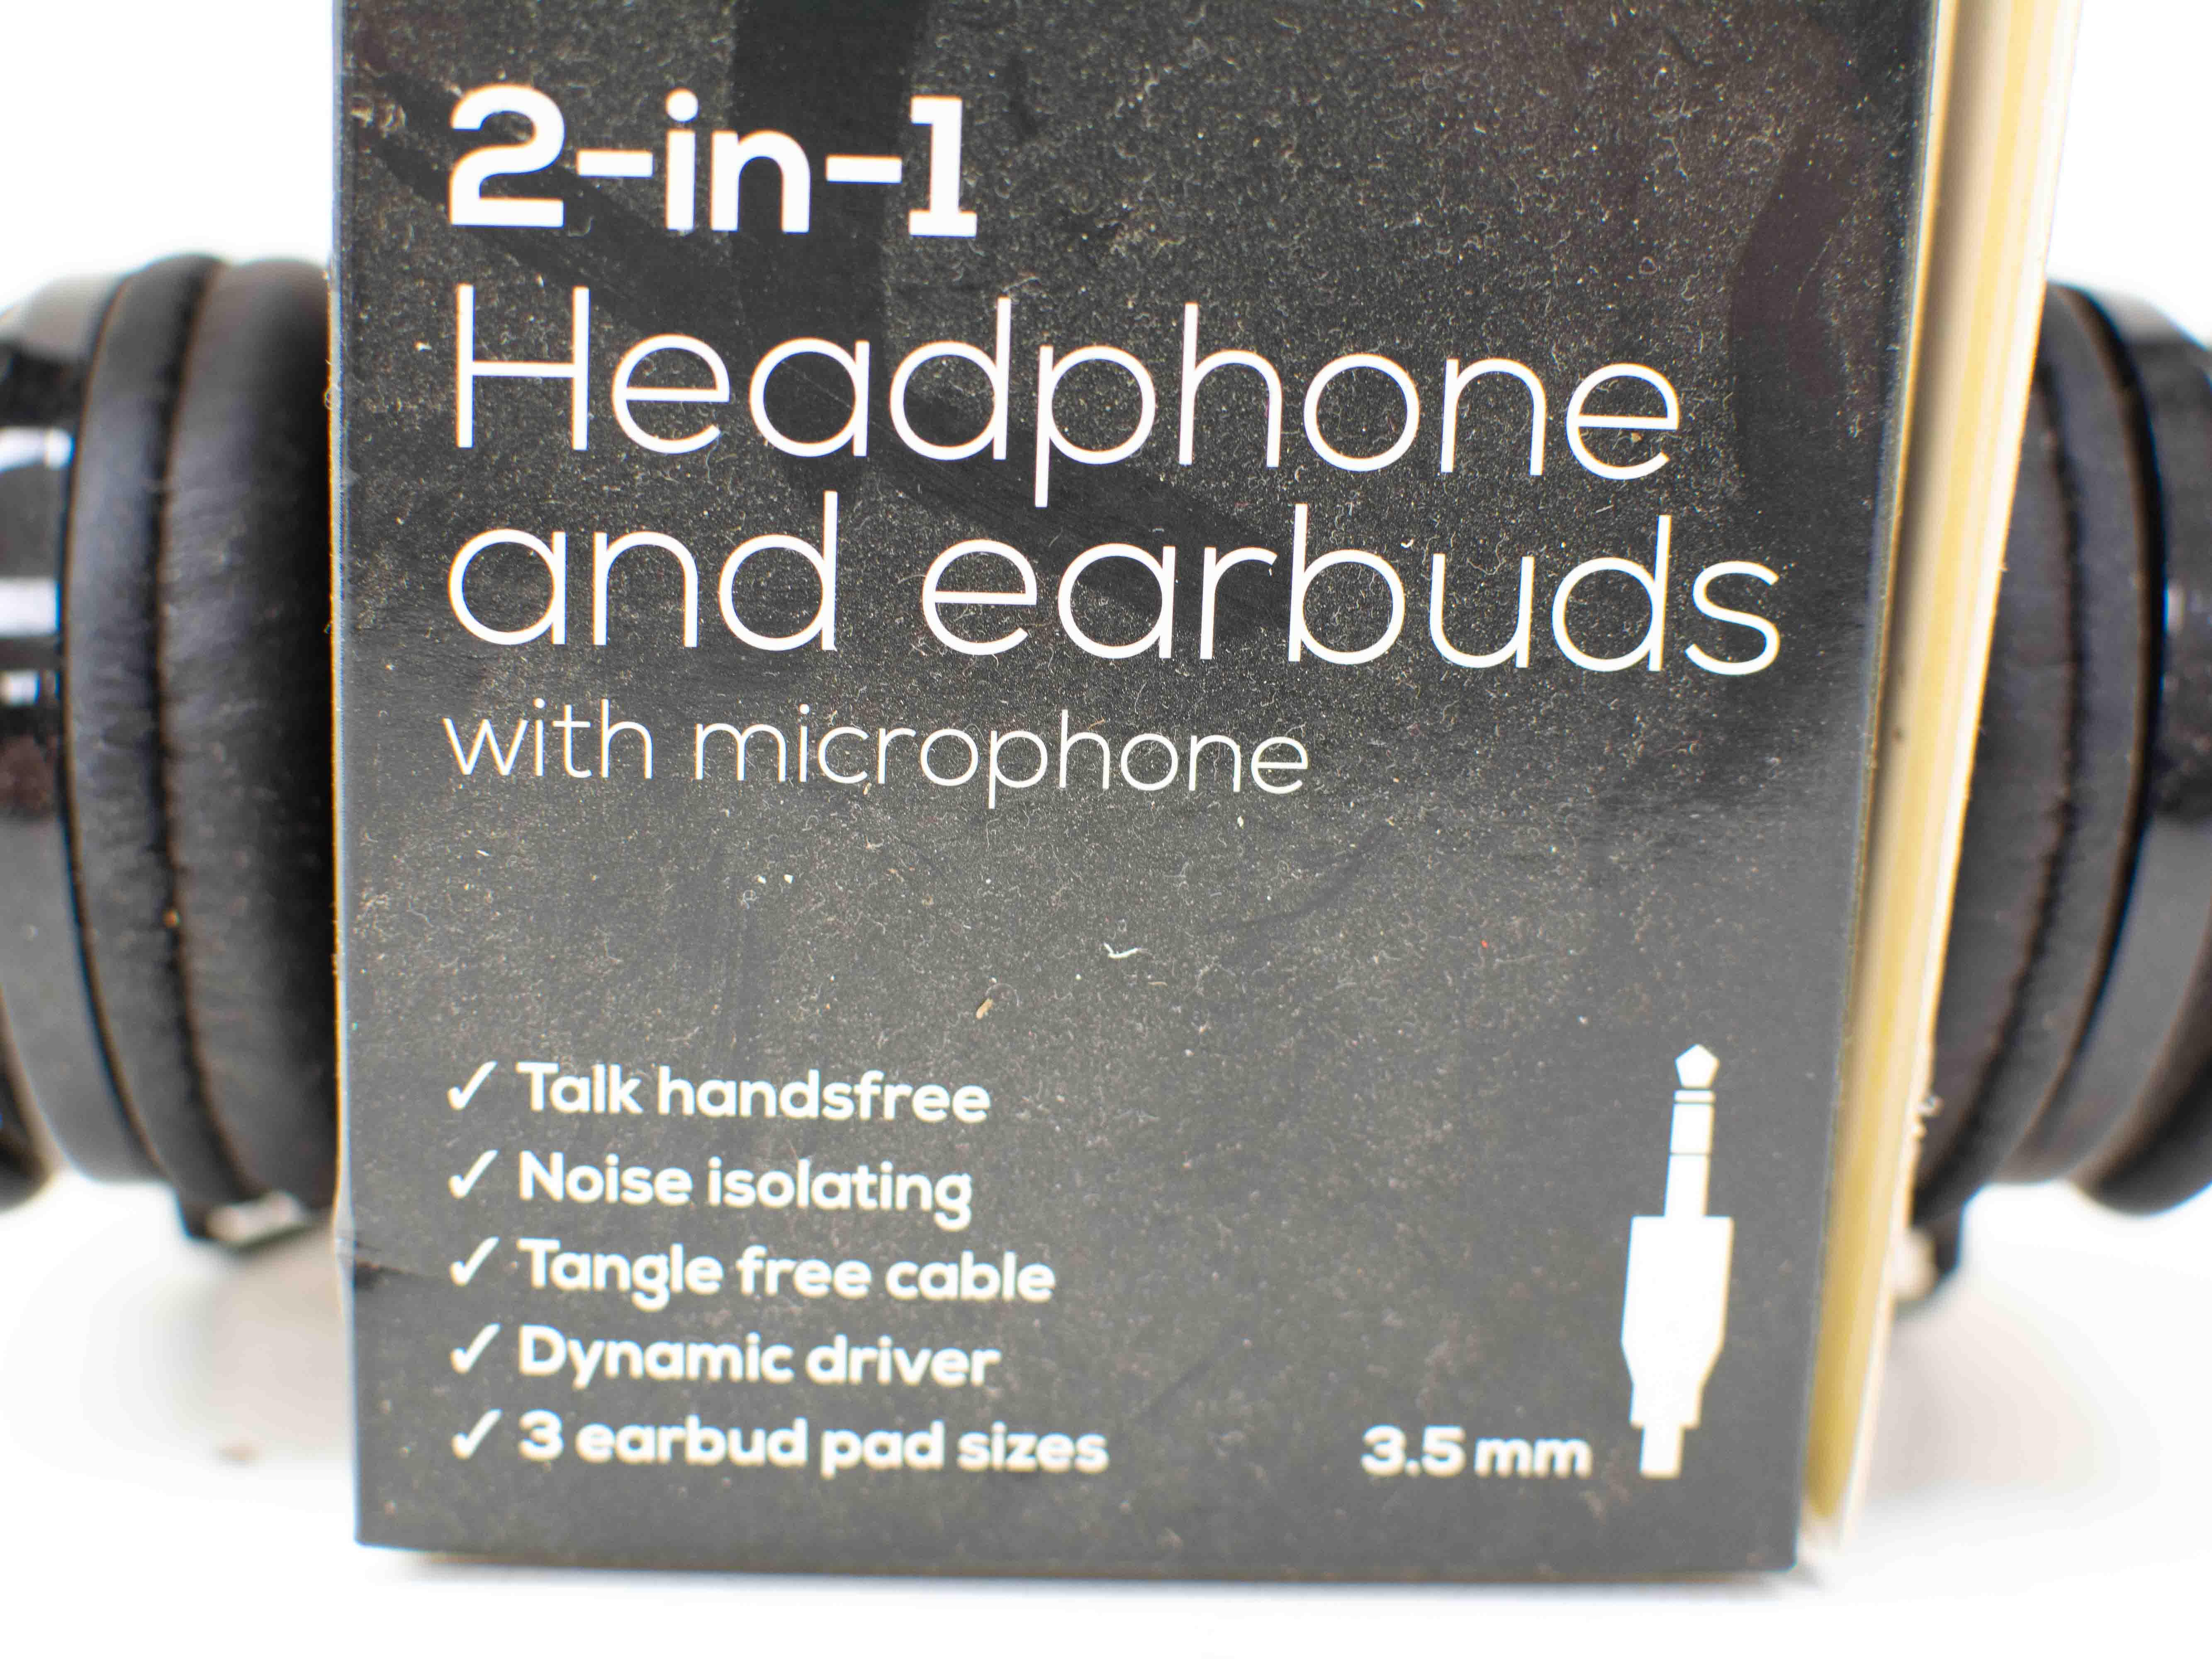 2-in-1
Headphone
and earbuds
with microphone
✓ Talk handsfree
✓ Noise isolating
✓ Tangle free cable
✓ Dynamic driver
✓ 3 earbud pad sizes
3.5 mm